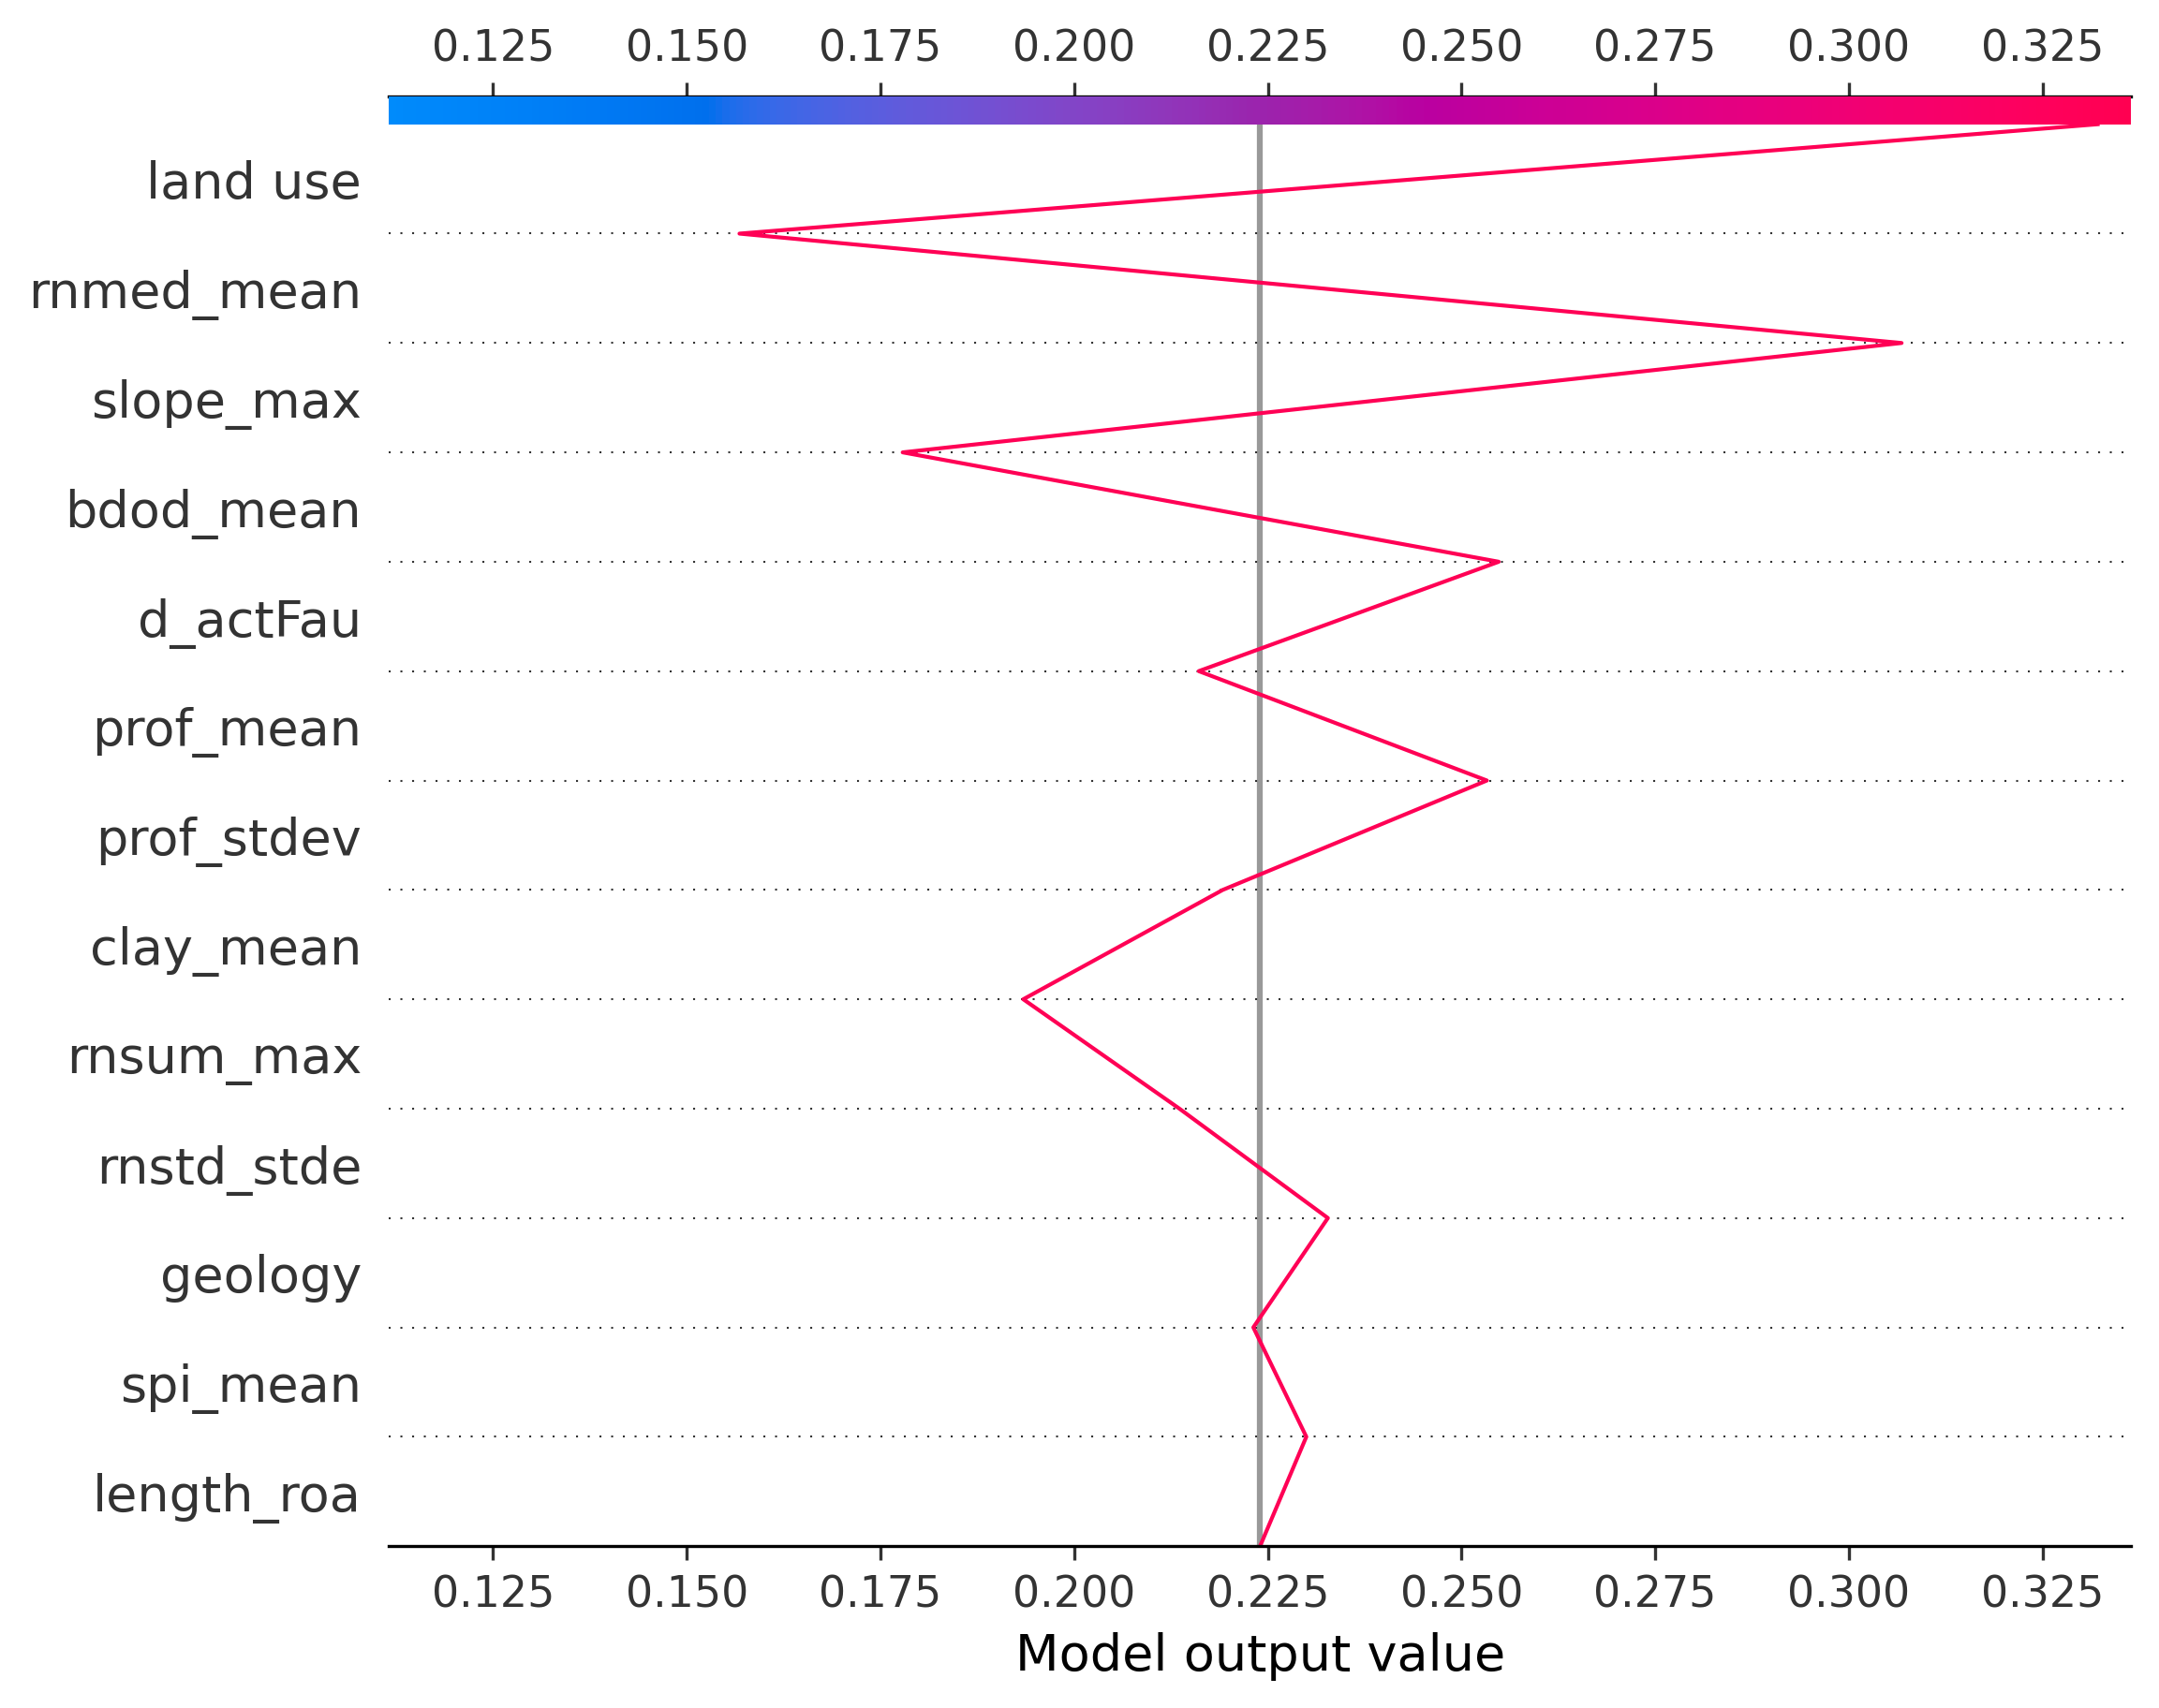 0.125 0.150 0.175 0.200 0.225 0.250 0.275 0.300 0.325
land use
rnmed_mean
slope_max
bdod_mean
d_actFau
prof_mean
prof_stdev
clay_mean
rnsum_max
rnstd_stde
geology
spi_mean
length_roa
0.125 0.150 0.175 0.200 0.225 0.250 0.275 0.300 0.325
Model output value